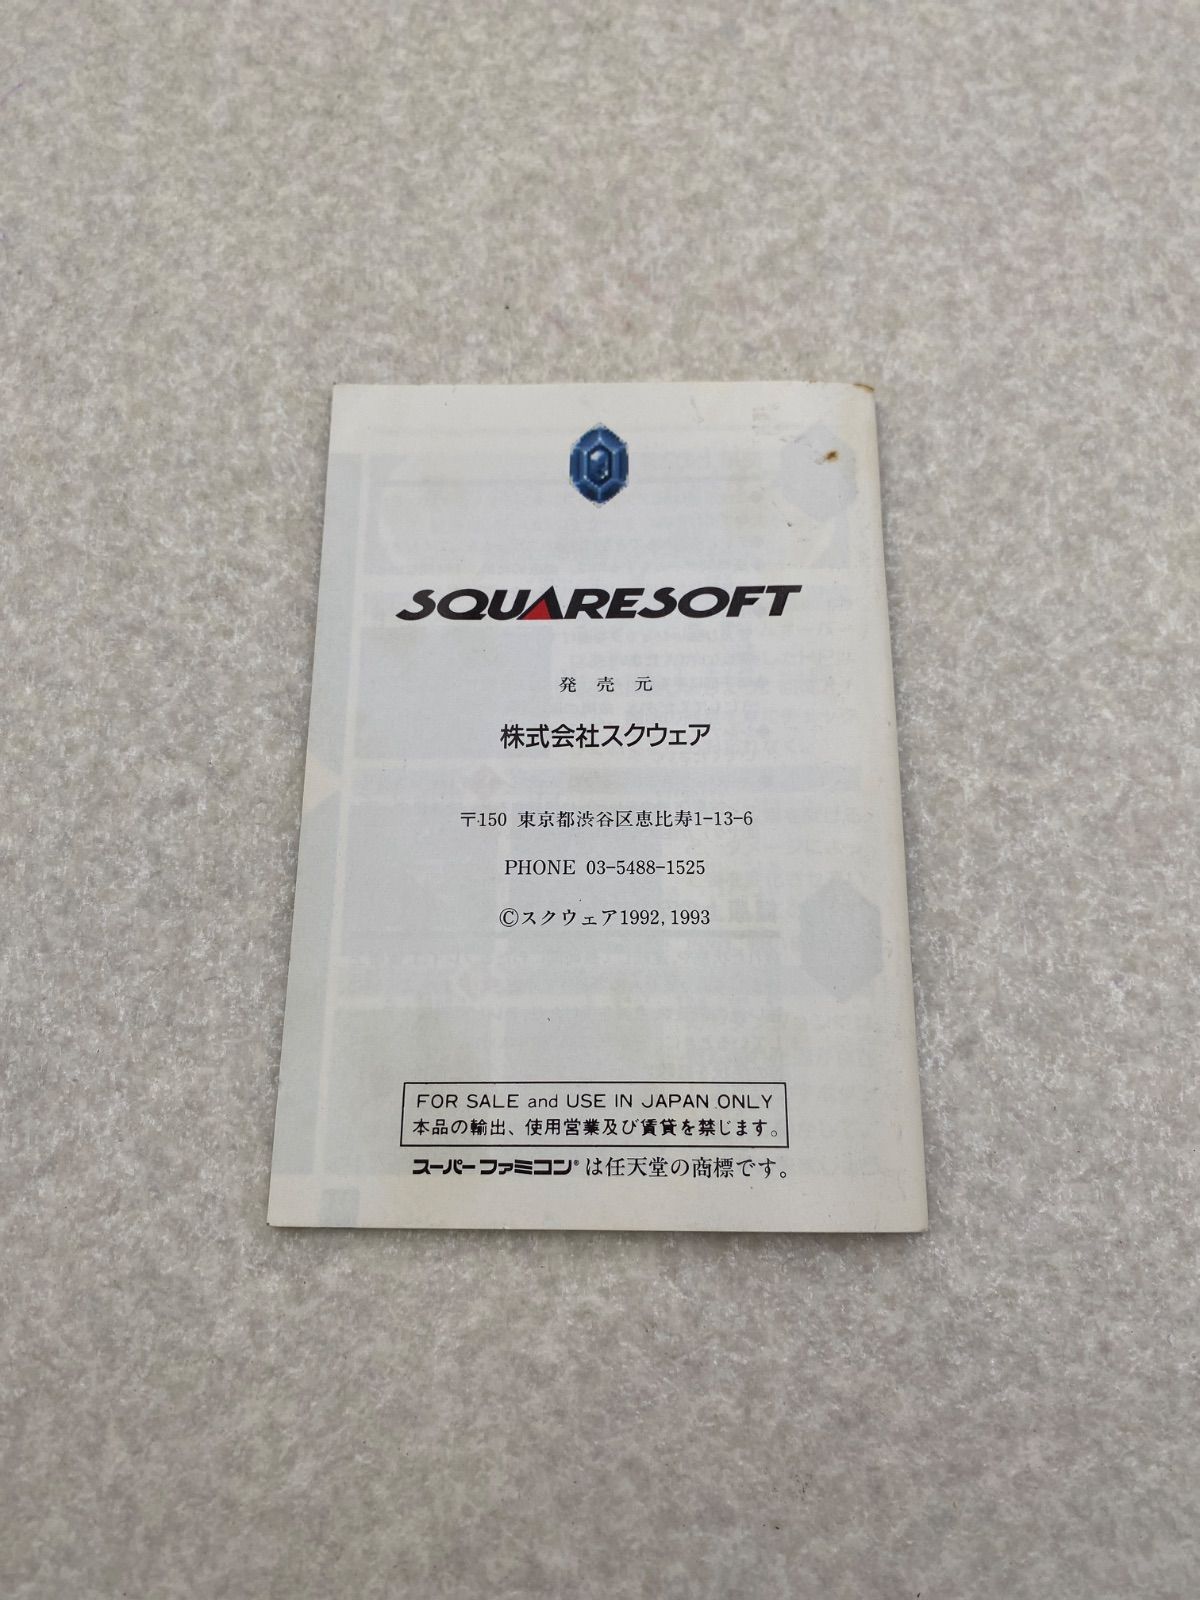 SQUARESOFT
発売元
株式会社スクウェア
〒150 東京都渋谷区恵比寿1-13-6
PHONE 03-5488-1525
©スクウェア1992,1993
FOR SALE and USE IN JAPAN ONLY
本品の輸出、使用営業及び賃貸を禁じます。
スーパーファミコン®は任天堂の商標です。